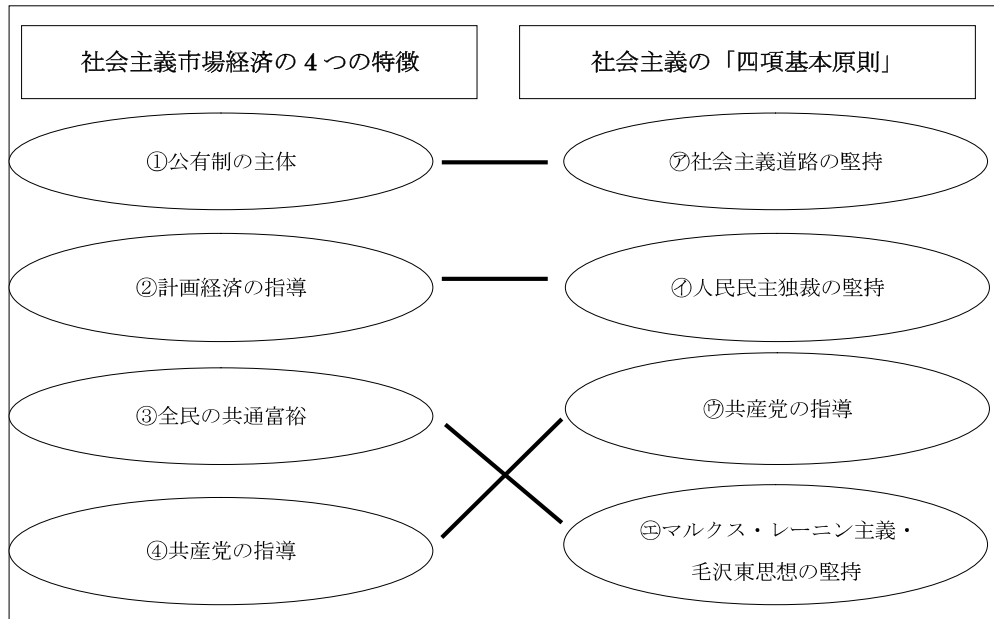 社会主義市場経済の4つの特徴
社会主義の「四項基本原則」
①公有制の主体
㋐社会主義道路の堅持
②計画経済の指導
㋑人民民主独裁の堅持
③全民の共通富裕
㋒共産党の指導
④共産党の指導
㋓マルクス・レーニン主義・
毛沢東思想の堅持